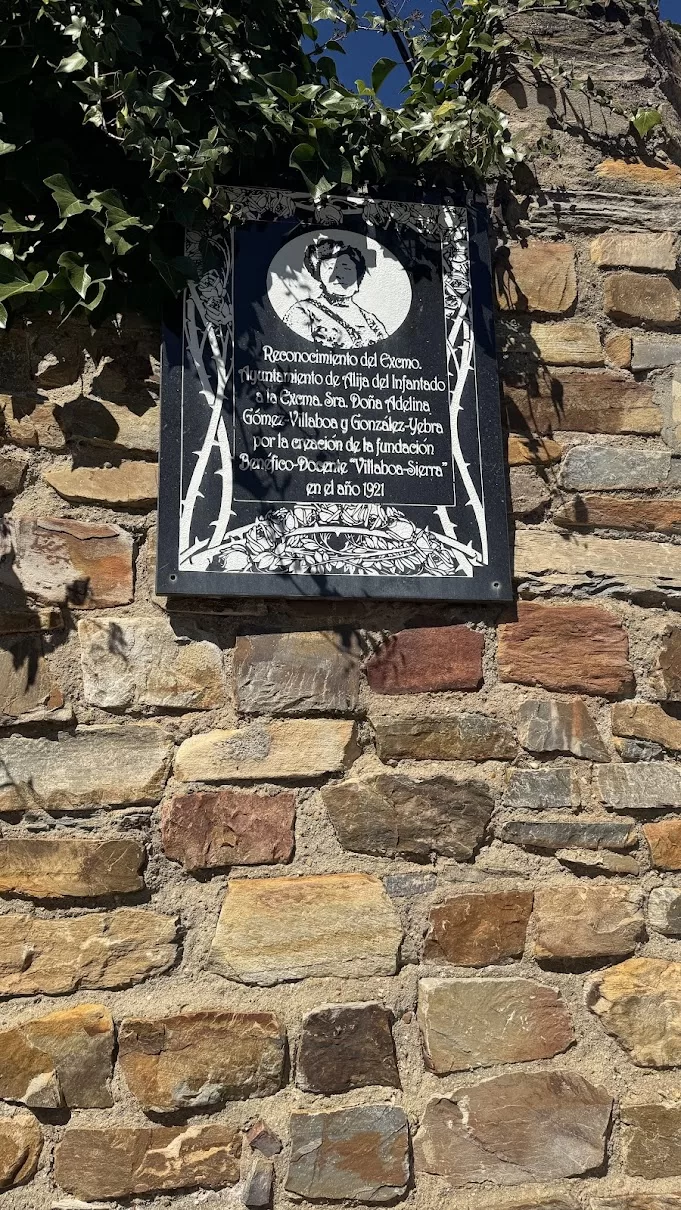 Reconocimiento del Excmo.
Ayuntamiento de Alija del Infantado
a la Excma. Sra. Doña Adelina
Gómez-Villaboa y González-Yebra
por la creación de la fundación
Benéfico-Docente "Villaboa-Sierra"
en el año 1921